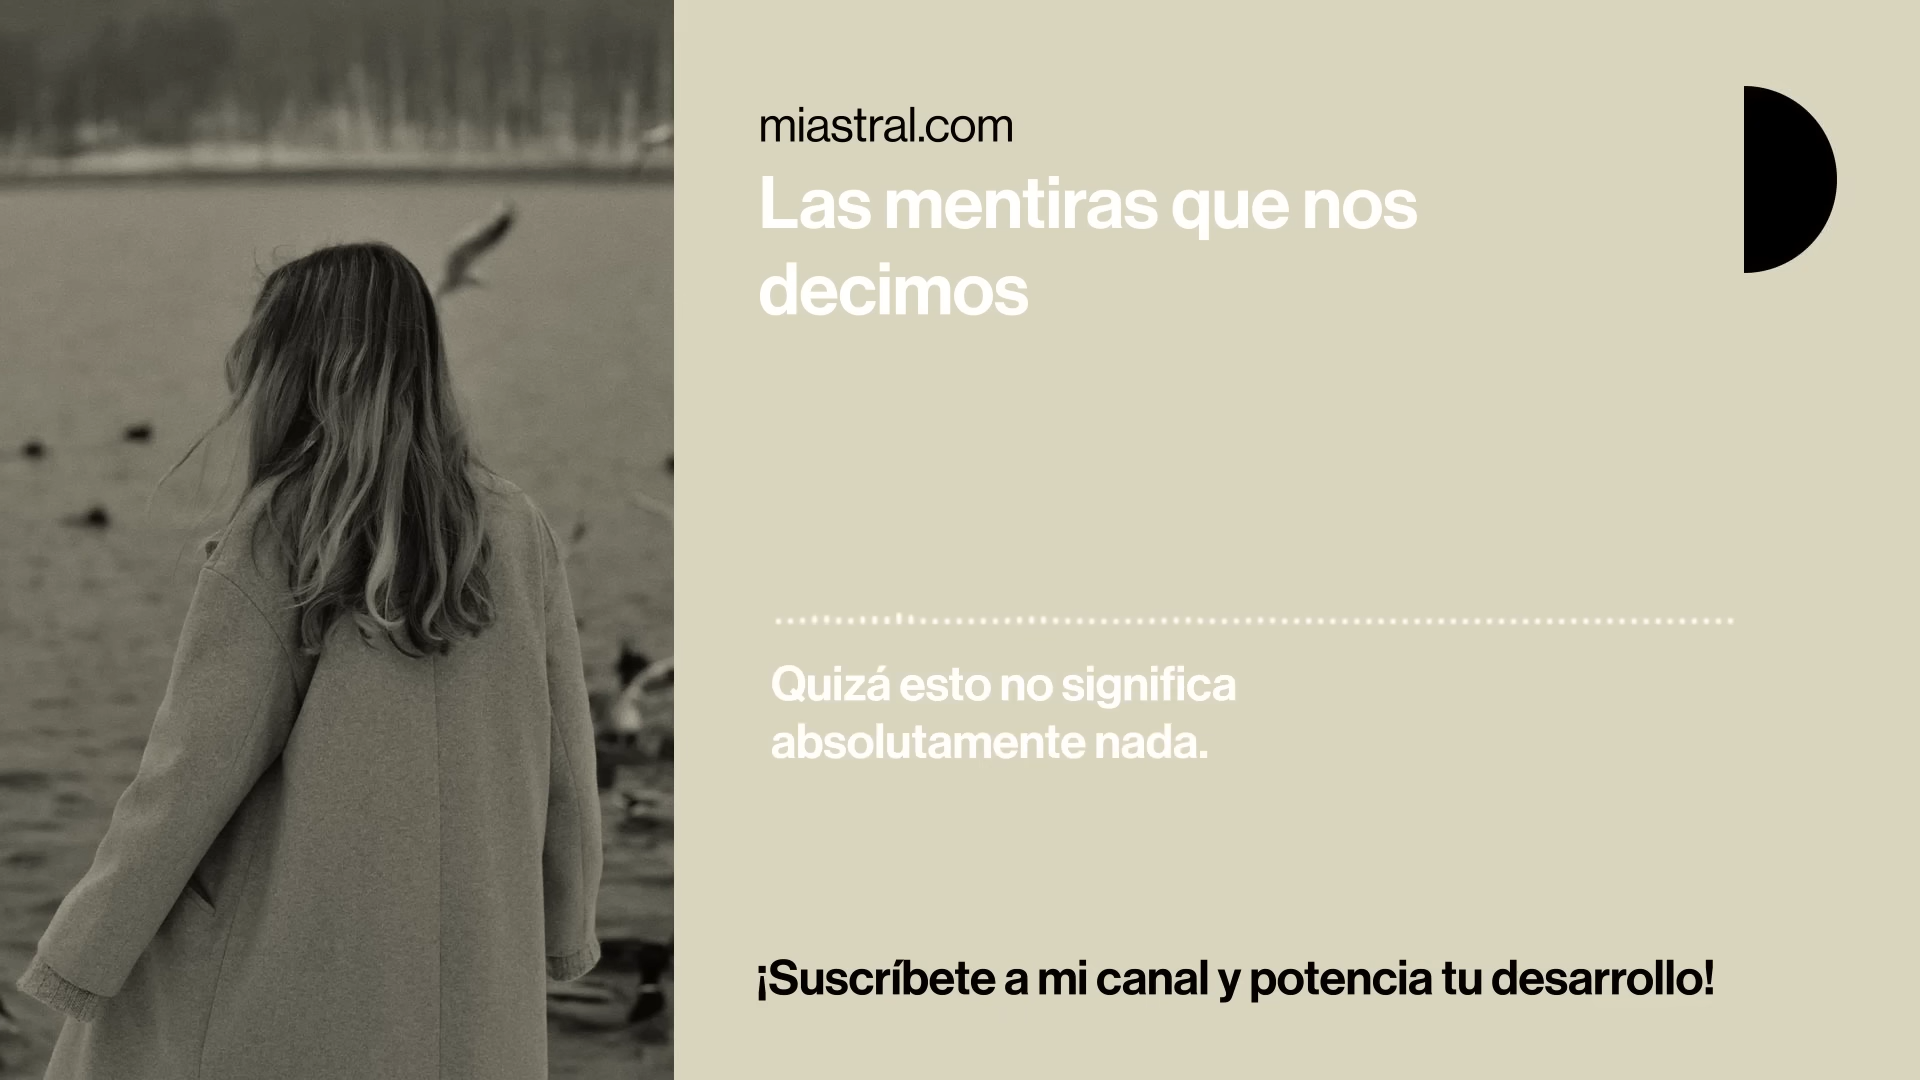 miastral.com
Las mentiras que nos
decimos
Quizá esto no significa
absolutamente nada.
¡Suscríbete a mi canal y potencia tu desarrollo!